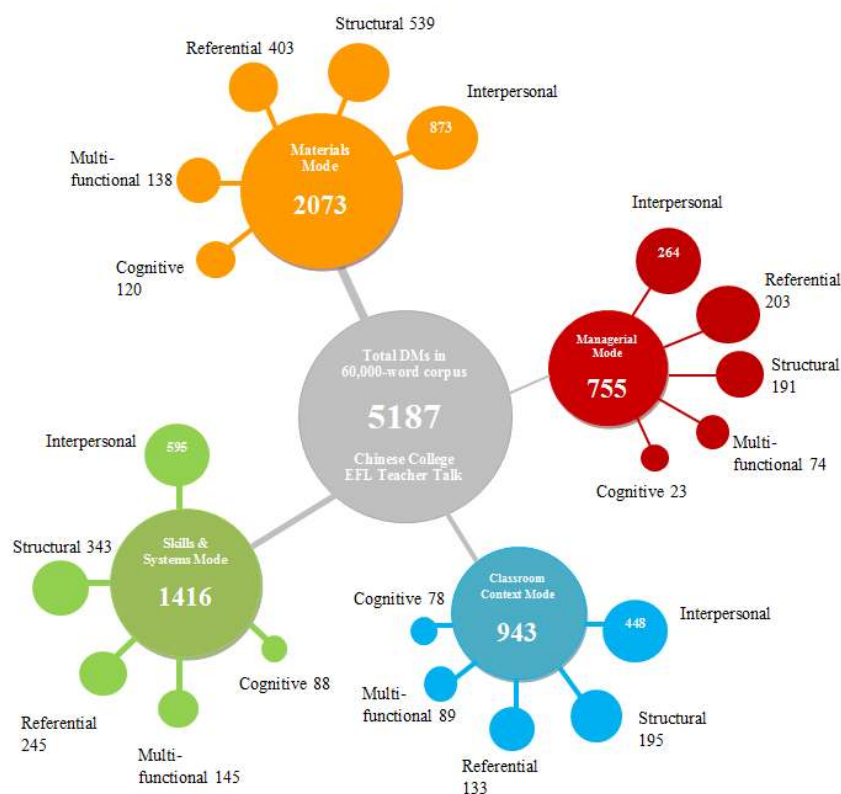 Structural 539
Referential 403
Interpersonal
873
Materials
Mode
2073
Multi-
functional 138
Cognitive
120
Interpersonal
264
Referential
203
Managerial
Mode
755
Structural
191
Multi-
functional 74
Cognitive 23
Total DMs in
60,000-word corpus
5187
Chinese College
EFL Teacher Talk
Interpersonal
595
Structural 343
Skills &
Systems Mode
1416
Cognitive 88
Referential
245
Multi-
functional 145
Classroom
Context Mode
943
Cognitive 78
Interpersonal
448
Multi-
functional 89
Structural
195
Referential
133